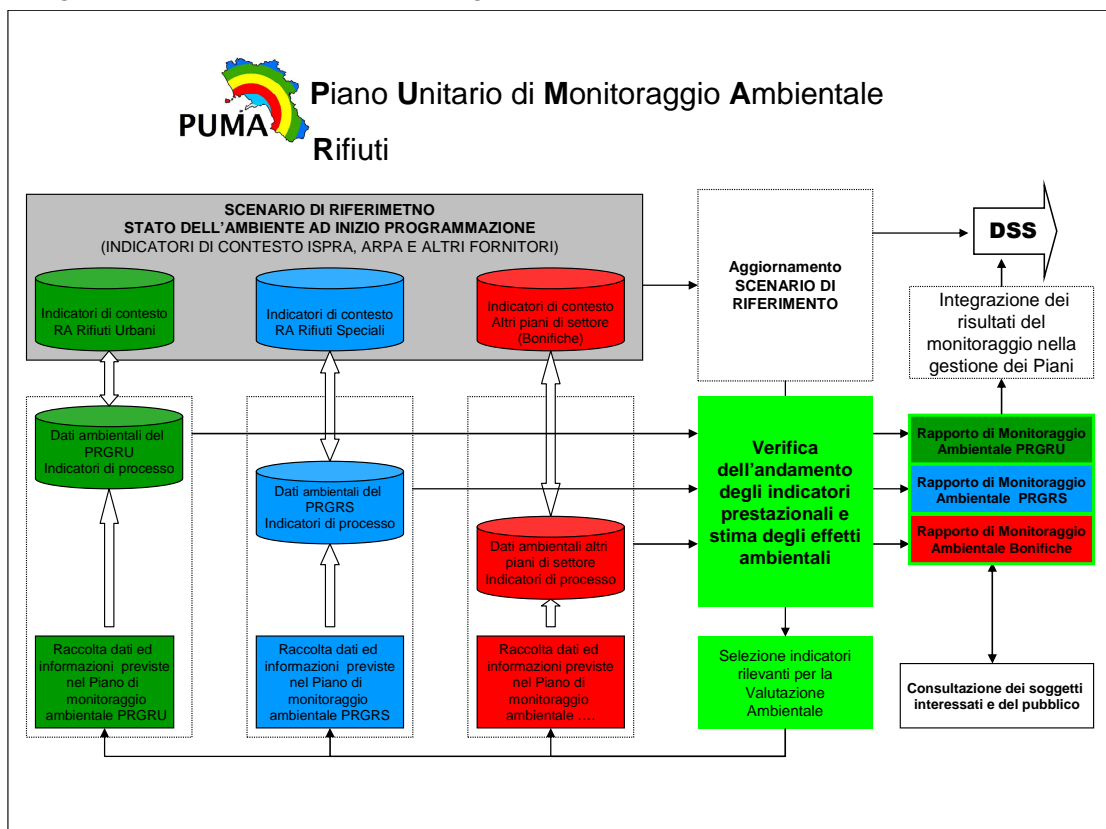 PUMA
Piano Unitario di Monitoraggio Ambientale
Rifiuti
SCENARIO DI RIFERIMETNO
STATO DELL'AMBIENTE AD INIZIO PROGRAMMAZIONE
(INDICATORI DI CONTESTO ISPRA, ARPA E ALTRI FORNITORI)
Indicatori di contesto
RA Rifiuti Urbani
Indicatori di contesto
RA Rifiuti Speciali
Indicatori di contesto
Altri piani di settore
(Bonifiche)
Aggiornamento
SCENARIO DI
RIFERIMENTO
DSS
Integrazione dei
risultati del
monitoraggio nella
gestione dei Piani
Dati ambientali del
PRGRU
Indicatori di processo
Dati ambientali del
PRGRS
Indicatori di processo
Dati ambientali altri
piani di settore
Indicatori di processo
Verifica
dell'andamento
degli indicatori
prestazionali e
stima degli effetti
ambientali
Rapporto di Monitoraggio
Ambientale PRGRU
Rapporto di Monitoraggio
Ambientale PRGRS
Rapporto di Monitoraggio
Ambientale Bonifiche
Raccolta dati ed
informazioni previste
nel Piano di
monitoraggio
ambientale PRGRU
Raccolta dati ed
informazioni previste
nel Piano di
monitoraggio
ambientale PRGRS
Raccolta dati ed
informazioni previste
nel Piano di
monitoraggio
ambientale ….
Selezione indicatori
rilevanti per la
Valutazione
Ambientale
Consultazione dei soggetti
interessati e del pubblico